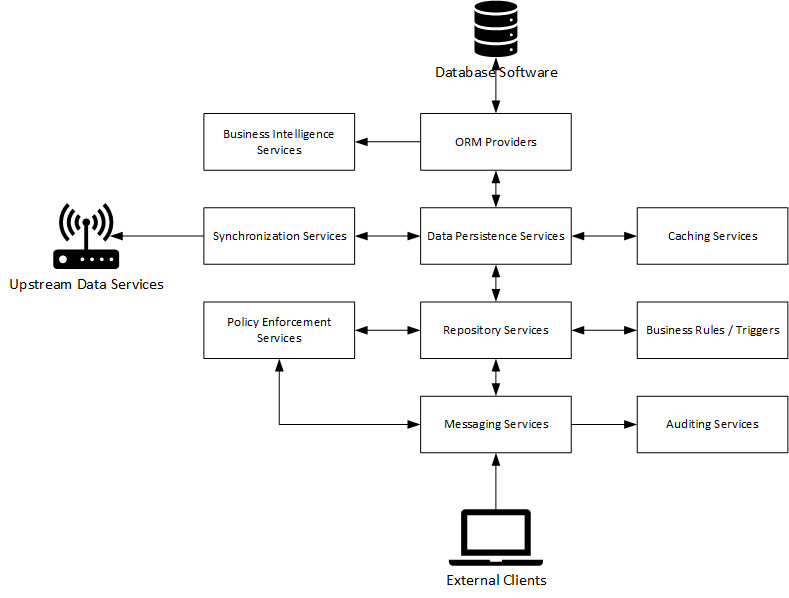 Database Software
Business Intelligence
Services
ORM Providers
Synchronization Services
Data Persistence Services
Caching Services
Upstream Data Services
Policy Enforcement
Services
Repository Services
Business Rules / Triggers
Messaging Services
Auditing Services
External Clients